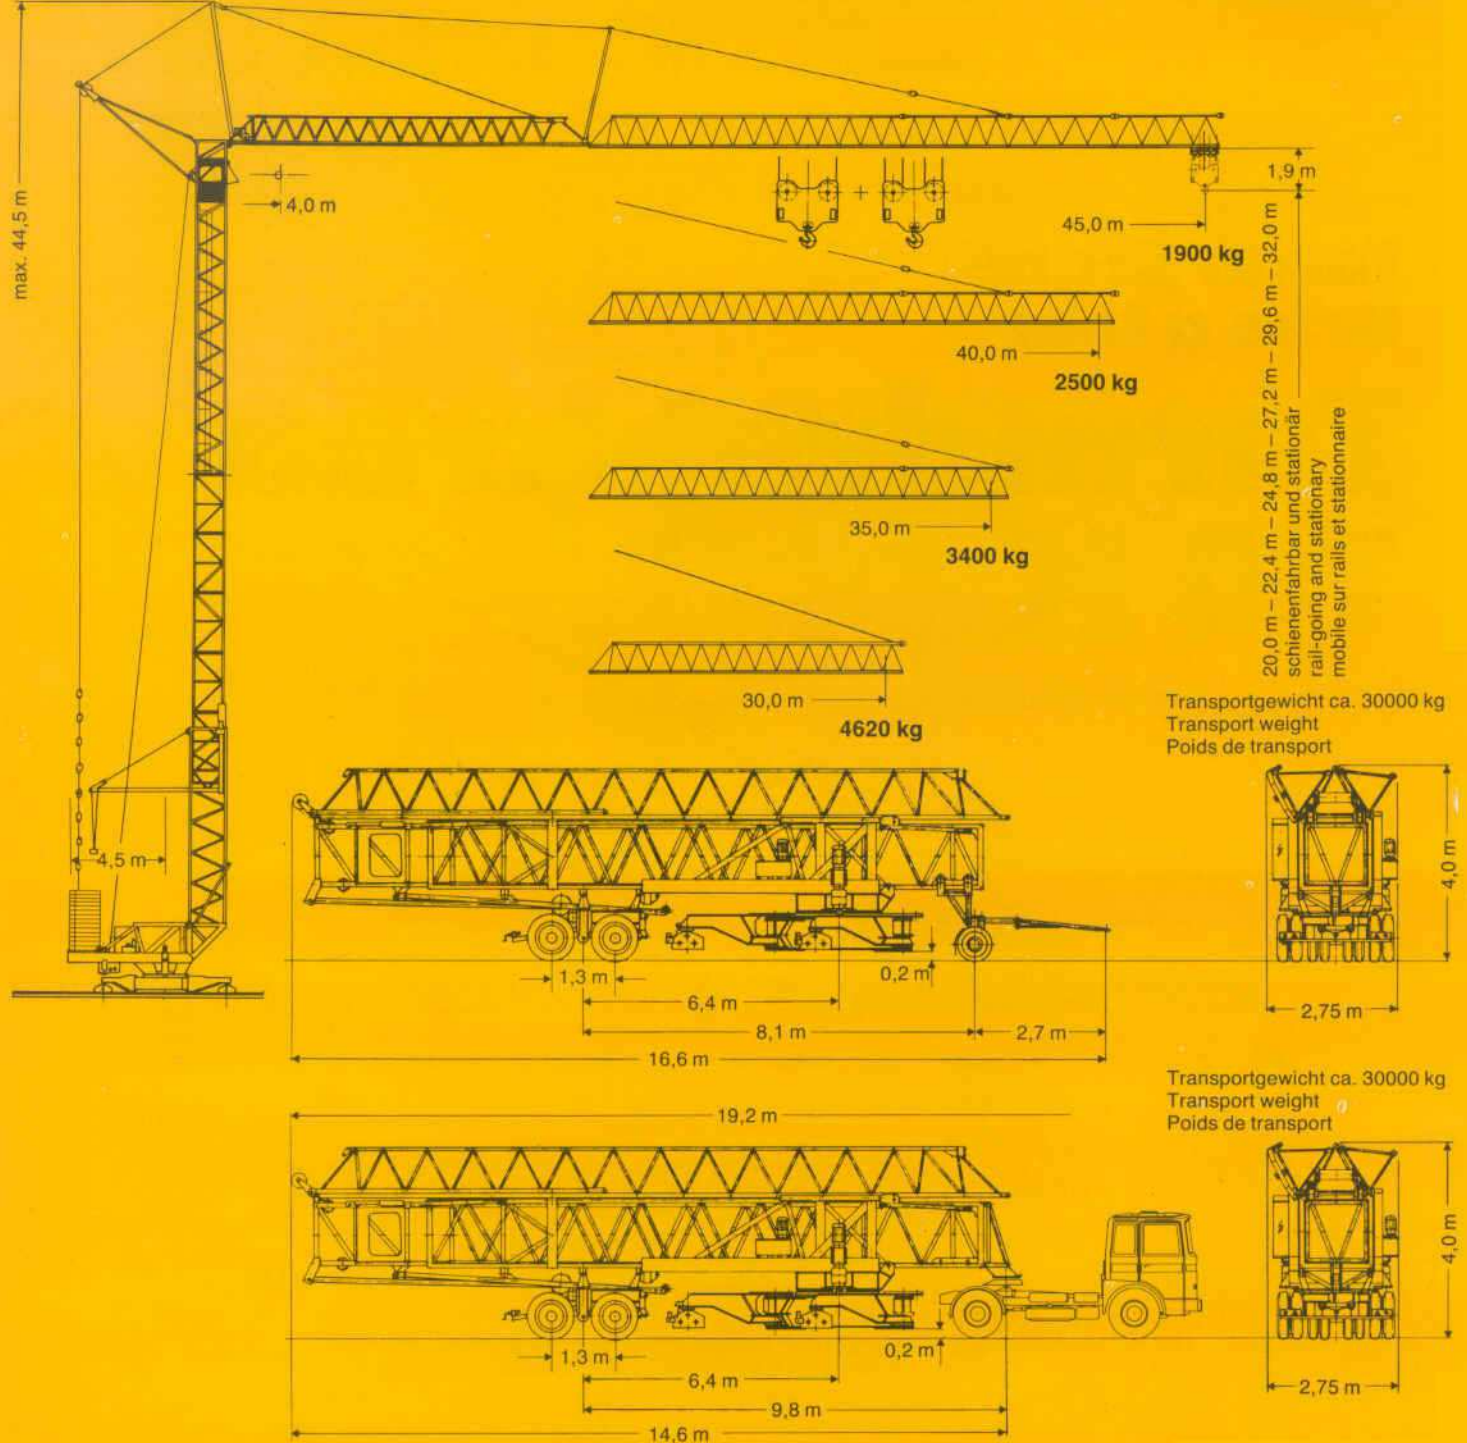 max. 44,5 m
4,0 m
+
1,9 m
45,0 m
1900 kg
40,0 m
2500 kg
35,0 m
3400 kg
30,0 m
4620 kg
20,0 m – 22,4 m – 24,8 m – 27,2 m – 29,6 m – 32,0 m
schienenfahrbar und stationär
rail-going and stationary
mobile sur rails et stationnaire
4,5 m
Transportgewicht ca. 30000 kg
Transport weight
Poids de transport
4,0 m
2,75 m
1,3 m
0,2 m
6,4 m
8,1 m
2,7 m
16,6 m
Transportgewicht ca. 30000 kg
Transport weight
Poids de transport
19,2 m
4,0 m
2,75 m
1,3 m
0,2 m
6,4 m
9,8 m
14,6 m